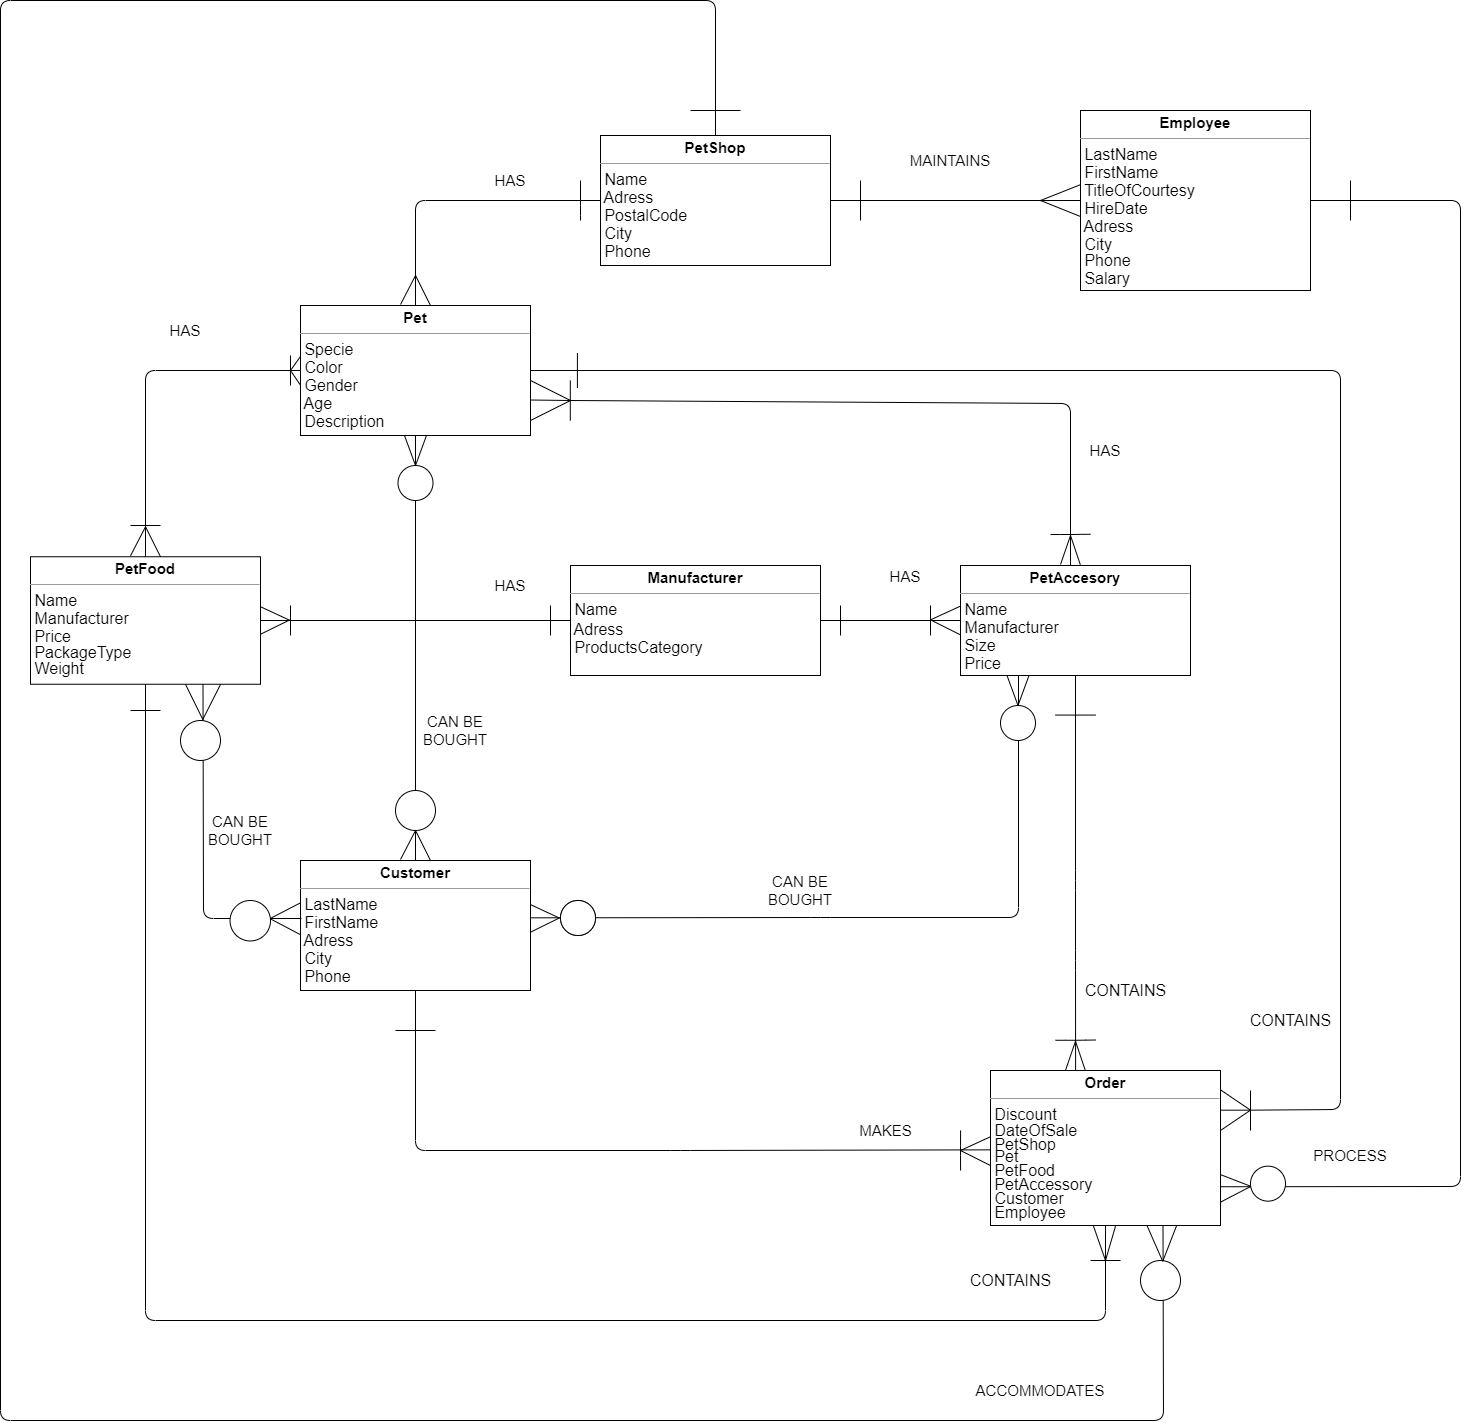 Employee
LastName
FirstName
TitleOfCourtesy
HireDate
Adress
City
Phone
Salary
MAINTAINS
PetShop
Name
Adress
PostalCode
City
Phone
HAS
Pet
Specie
Color
Gender
Age
Description
HAS
HAS
PetFood
Name
Manufacturer
Price
PackageType
Weight
HAS
Manufacturer
Name
Adress
ProductsCategory
HAS
PetAccesory
Name
Manufacturer
Size
Price
CAN BE
BOUGHT
CAN BE
BOUGHT
CAN BE
BOUGHT
Customer
LastName
FirstName
Adress
City
Phone
CONTAINS
CONTAINS
MAKES
Order
Discount
DateOfSale
PetShop
Pet
PetFood
PetAccessory
Customer
Employee
PROCESS
CONTAINS
ACCOMMODATES